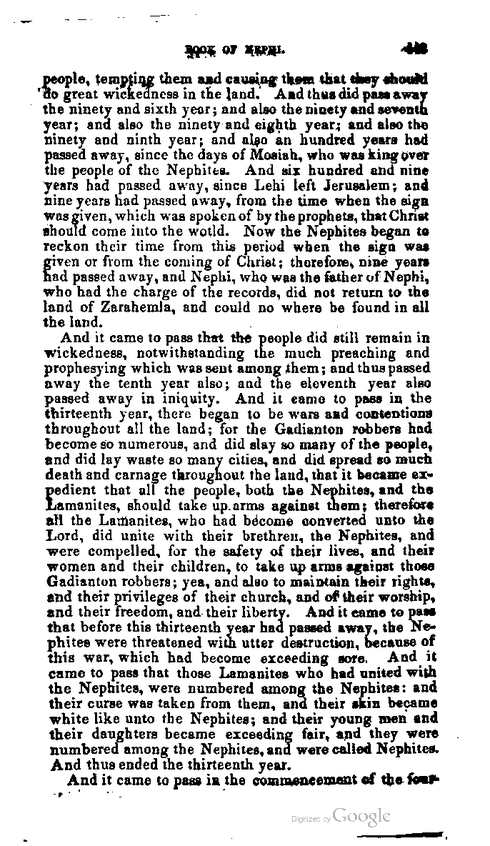 BOOK OF NEPHI.
people, tempting them and causing them that they should
do great wickedness in the land. And thus did pass away
the ninety and sixth year; and also the ninety and seventh
year; and also the ninety and eighth year; and also the
ninety and ninth year; and also an hundred years had
passed away, since the days of Mosiah, who was king over
the people of the Nephites. And six hundred and nine
years had passed away, since Lehi left Jerusalem; and
nine years had passed away, from the time when the sign
was given, which was spoken of by the prophets, that Christ
should come into the world. Now the Nephites began to
reckon their time from this period when the sign was
given or from the coming of Christ; therefore, nine years
had passed away, and Nephi, who was the father of Nephi,
who had the charge of the records, did not return to the
land of Zarahemla, and could no where be found in all
the land.
And it came to pass that the people did still remain in
wickedness, notwithstanding the much preaching and
prophesying which was sent among them; and thus passed
away the tenth year also; and the eleventh year also
passed away in iniquity. And it came to pass in the
thirteenth year, there began to be wars and contentions
throughout all the land; for the Gadianton robbers had
become so numerous, and did slay so many of the people,
and did lay waste so many cities, and did spread so much
death and carnage throughout the land, that it became ex-
pedient that all the people, both the Nephites, and the
Lamanites, should take up arms against them; therefore
all the Lamanites, who had become converted unto the
Lord, did unite with their brethren, the Nephites, and
were compelled, for the safety of their lives, and their
women and their children, to take up arms against those
Gadianton robbers; yea, and also to maintain their rights,
and their privileges of their church, and of their worship,
and their freedom, and their liberty. And it came to pass
that before this thirteenth year had passed away, the Ne-
phites were threatened with utter destruction, because of
this war, which had become exceeding sore. And it
came to pass that those Lamanites who had united with
the Nephites, were numbered among the Nephites: and
their curse was taken from them, and their skin became
white like unto the Nephites; and their young men and
their daughters became exceeding fair, and they were
numbered among the Nephites, and were called Nephites.
And thus ended the thirteenth year.
And it came to pass in the commencement of the four-
Digitized by Google